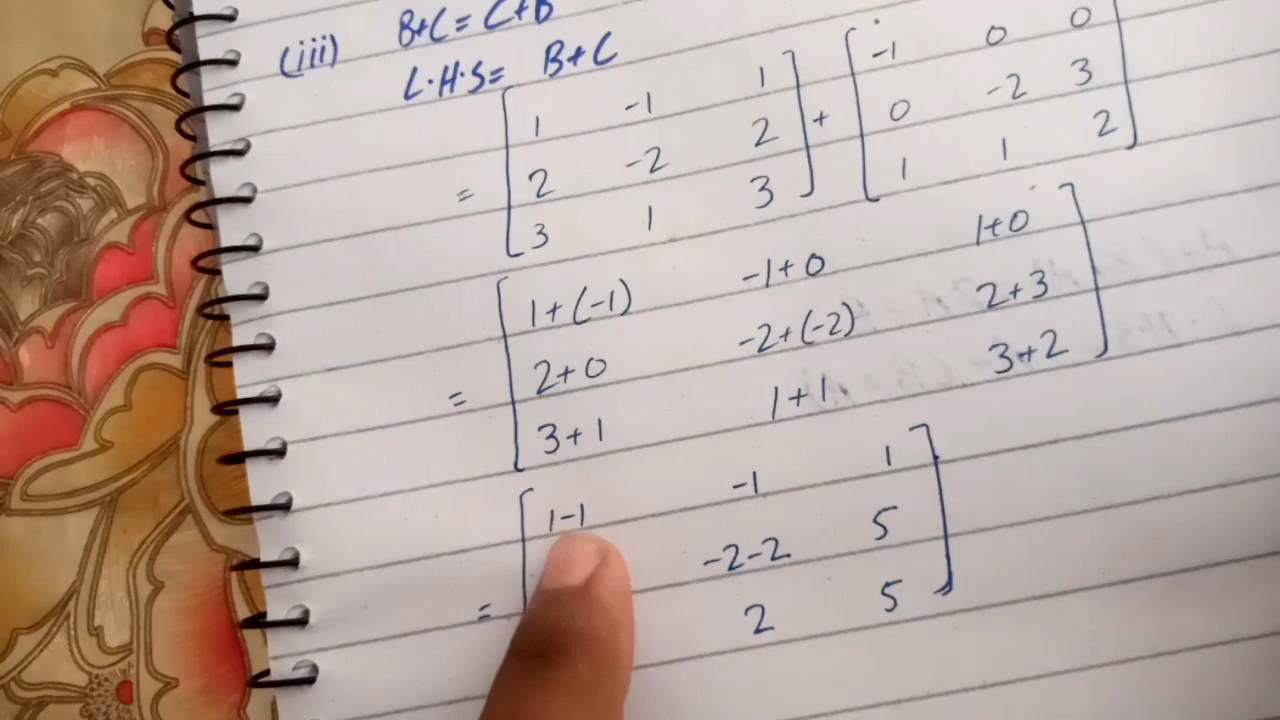 (iii) B+C = C+B
L.H.S = B+C
= [1 -1 1
2 -2 2
3 1 3] + [-1 0 0
0 -2 3
1 1 2]
= [1+(-1) -1+0 1+0
2+0 -2+(-2) 2+3
3+1 1+1 3+2]
= [1-1 -1 1
-2-2 5
2 5]